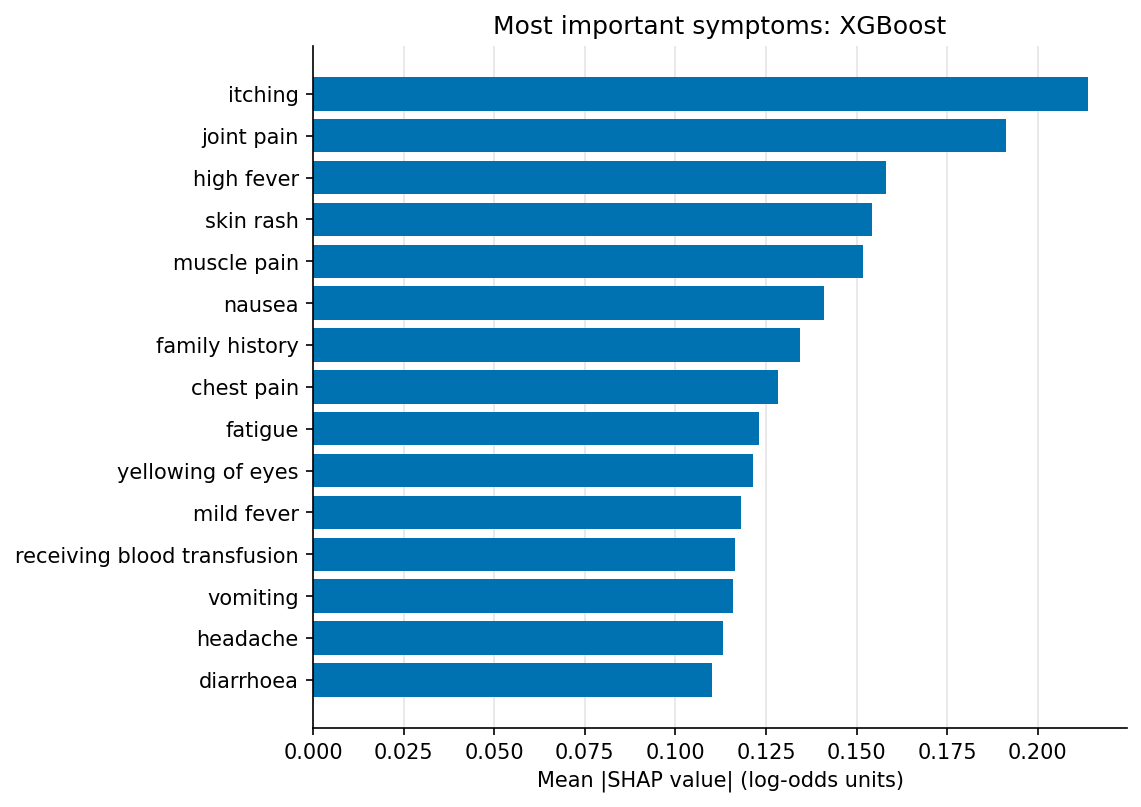 Most important symptoms: XGBoost
itching
joint pain
high fever
skin rash
muscle pain
nausea
family history
chest pain
fatigue
yellowing of eyes
mild fever
receiving blood transfusion
vomiting
headache
diarrhoea
0.000 0.025 0.050 0.075 0.100 0.125 0.150 0.175 0.200
Mean |SHAP value| (log-odds units)